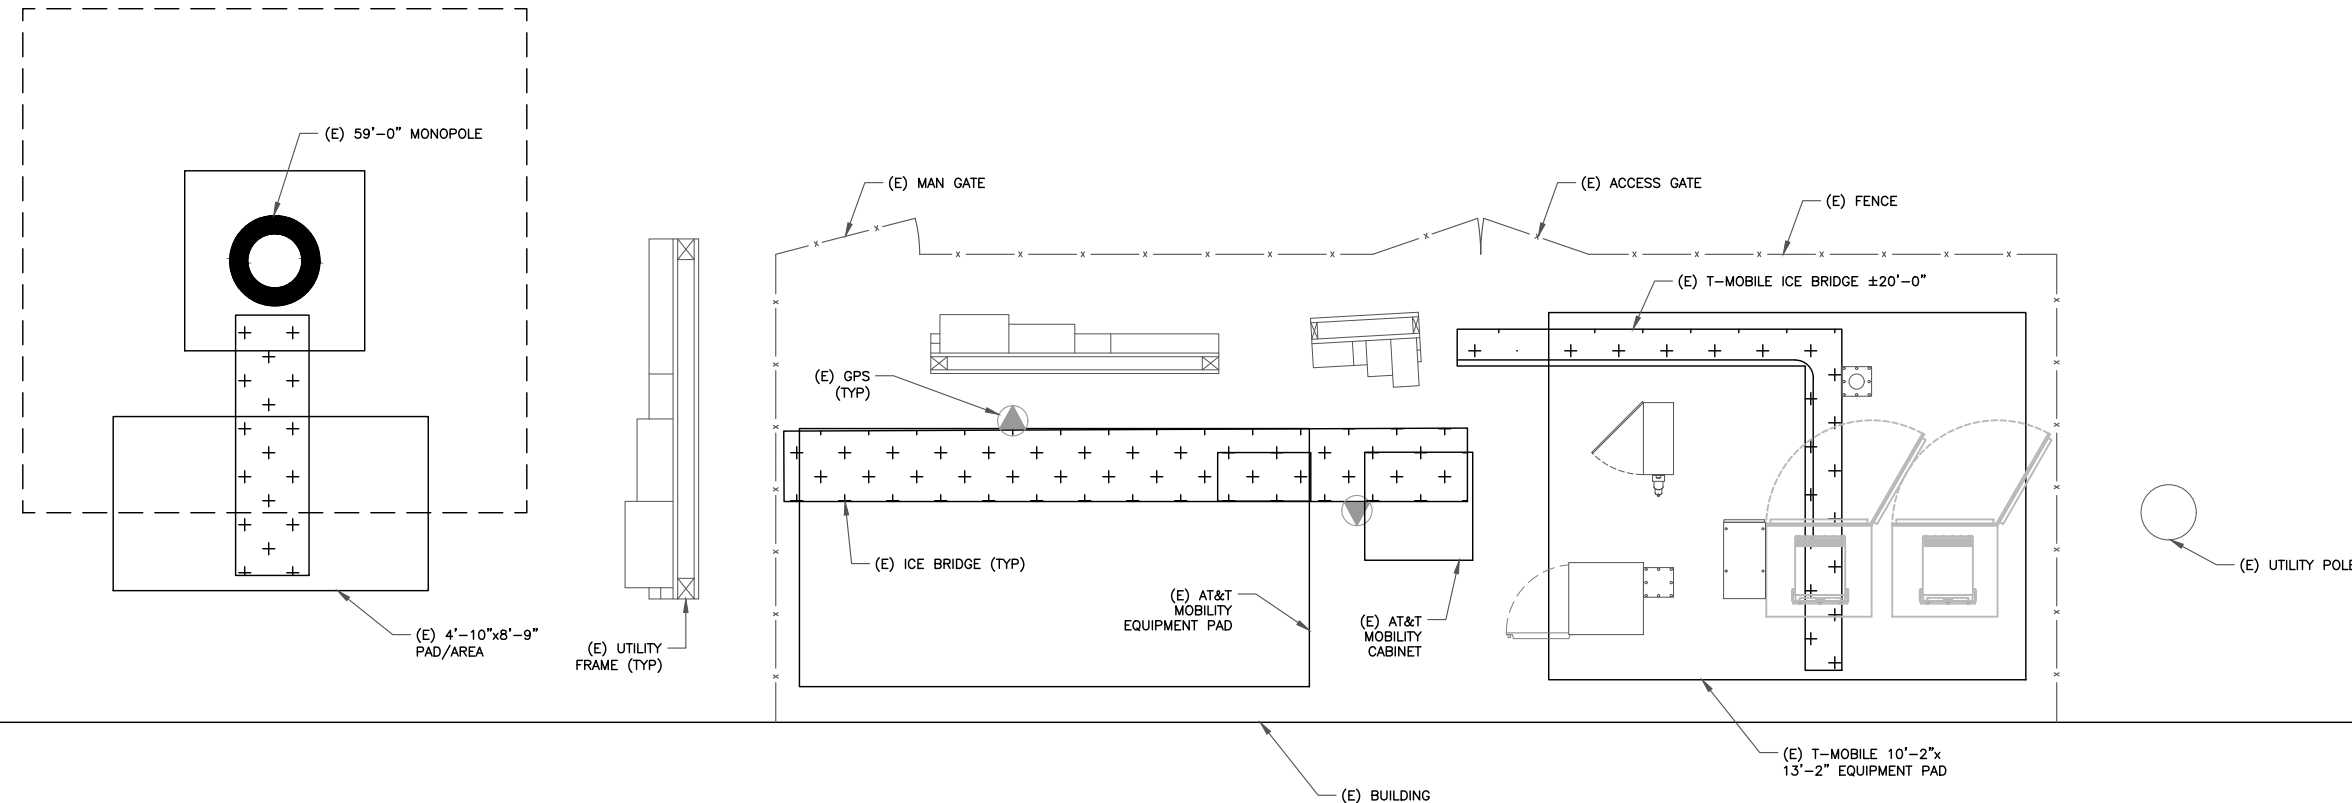 (E) 59'-0" MONOPOLE
(E) MAN GATE
(E) ACCESS GATE
(E) FENCE
(E) T-MOBILE ICE BRIDGE ±20'-0"
(E) GPS
(TYP)
(E) ICE BRIDGE (TYP)
(E) UTILITY POLE
(E) AT&T
MOBILITY
EQUIPMENT PAD
(E) AT&T
MOBILITY
CABINET
(E) 4'-10"x8'-9"
PAD/AREA
(E) UTILITY
FRAME (TYP)
(E) T-MOBILE 10'-2"x
13'-2" EQUIPMENT PAD
(E) BUILDING